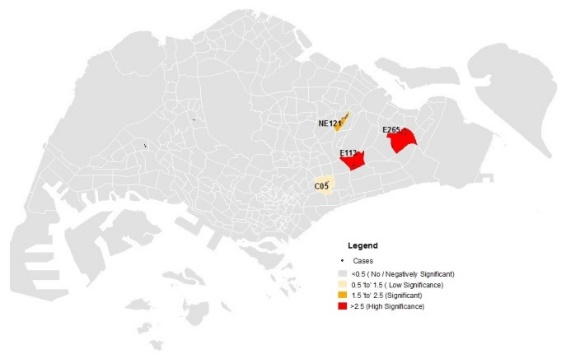 NE121
E265
E113
C05
Legend
Cases
<0.5 ( No / Negatively Significant)
0.5 'to' 1.5 ( Low Significance)
1.5 'to' 2.5 (Significant)
>2.5 (High Significance)